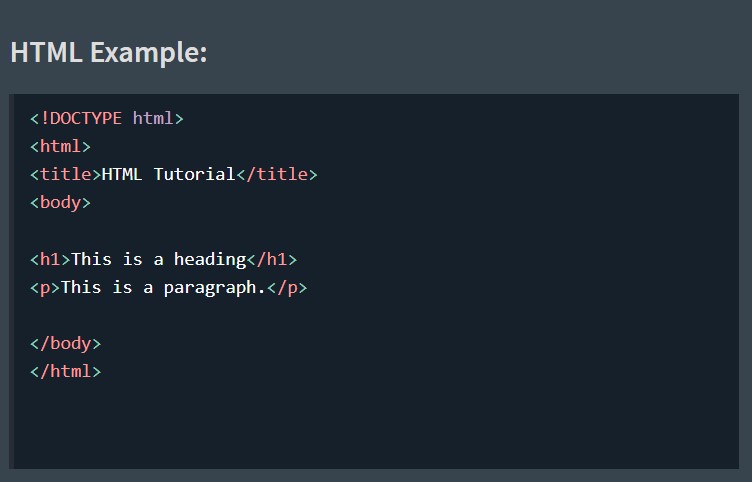 HTML Example:
<!DOCTYPE html>
<html>
<title>HTML Tutorial</title>
<body>
<h1>This is a heading</h1>
<p>This is a paragraph.</p>
</body>
</html>